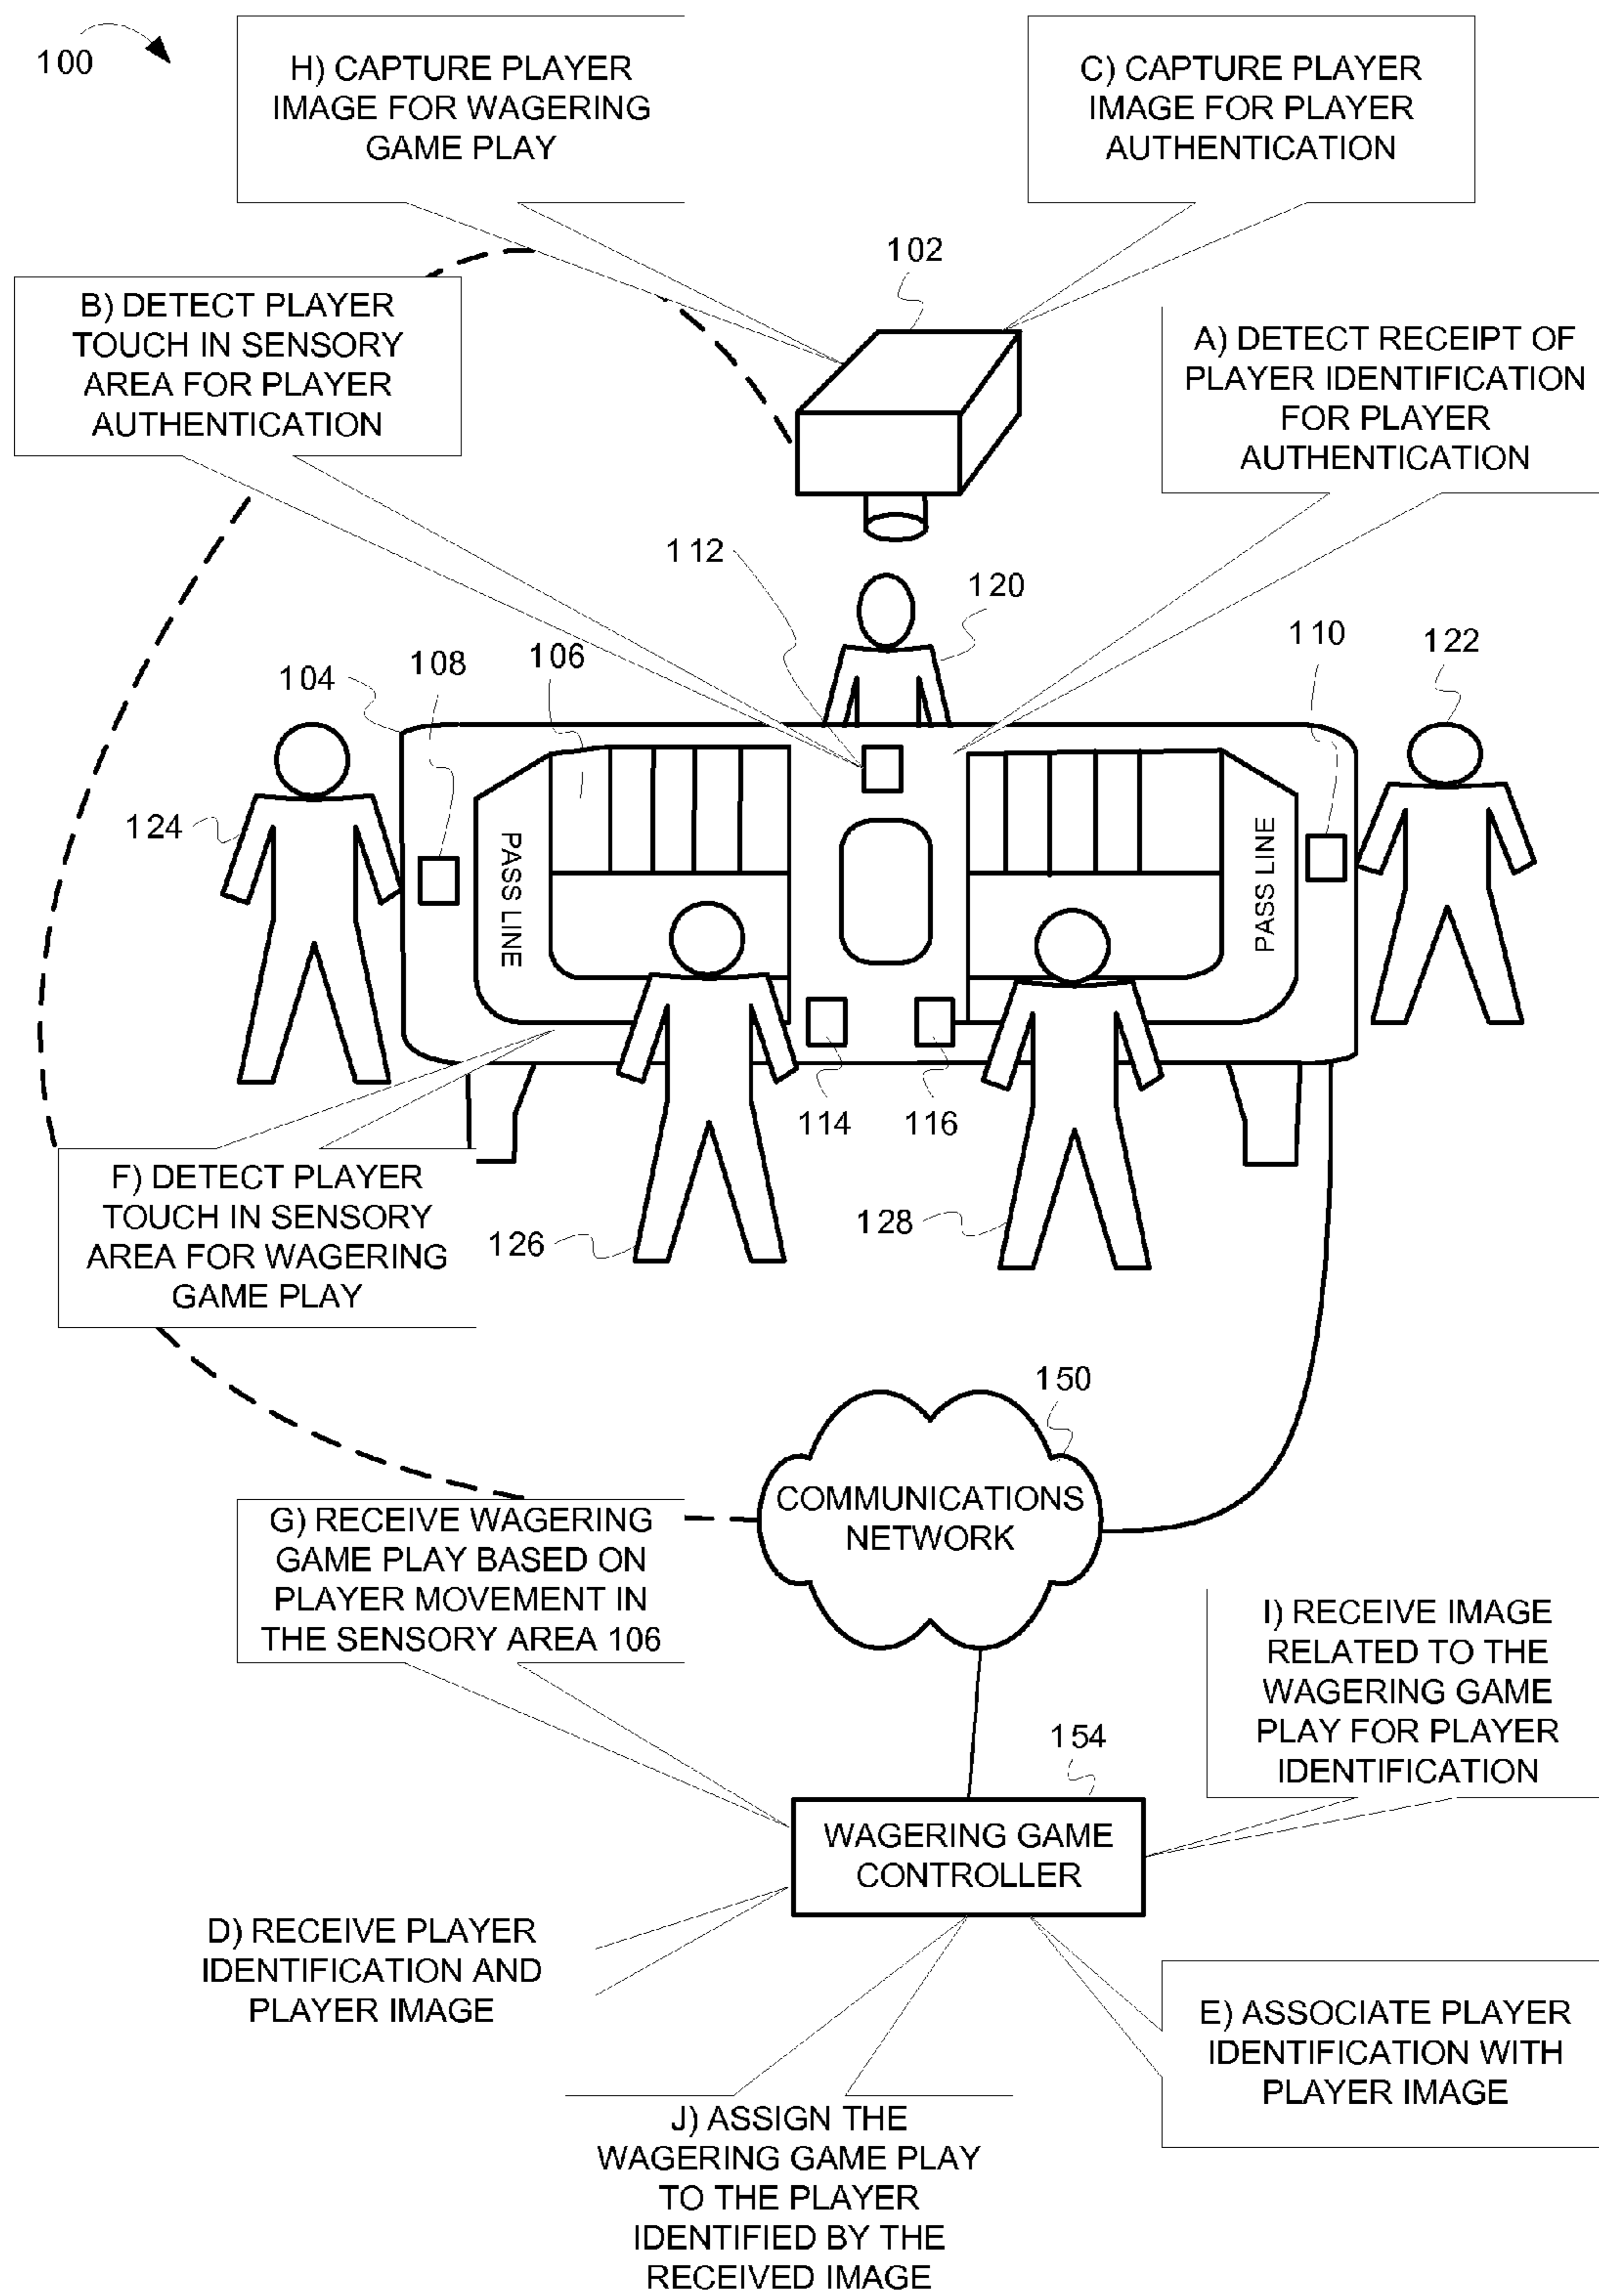 100
H) CAPTURE PLAYER
IMAGE FOR WAGERING
GAME PLAY
C) CAPTURE PLAYER
IMAGE FOR PLAYER
AUTHENTICATION
102
B) DETECT PLAYER
TOUCH IN SENSORY
AREA FOR PLAYER
AUTHENTICATION
A) DETECT RECEIPT OF
PLAYER IDENTIFICATION
FOR PLAYER
AUTHENTICATION
112
120
110
122
104
108
106
124
PASS LINE
PASS LINE
114
116
F) DETECT PLAYER
TOUCH IN SENSORY
AREA FOR WAGERING
GAME PLAY
126
128
150
COMMUNICATIONS
NETWORK
G) RECEIVE WAGERING
GAME PLAY BASED ON
PLAYER MOVEMENT IN
THE SENSORY AREA 106
I) RECEIVE IMAGE
RELATED TO THE
WAGERING GAME
PLAY FOR PLAYER
IDENTIFICATION
154
WAGERING GAME
CONTROLLER
D) RECEIVE PLAYER
IDENTIFICATION AND
PLAYER IMAGE
E) ASSOCIATE PLAYER
IDENTIFICATION WITH
PLAYER IMAGE
J) ASSIGN THE
WAGERING GAME PLAY
TO THE PLAYER
IDENTIFIED BY THE
RECEIVED IMAGE